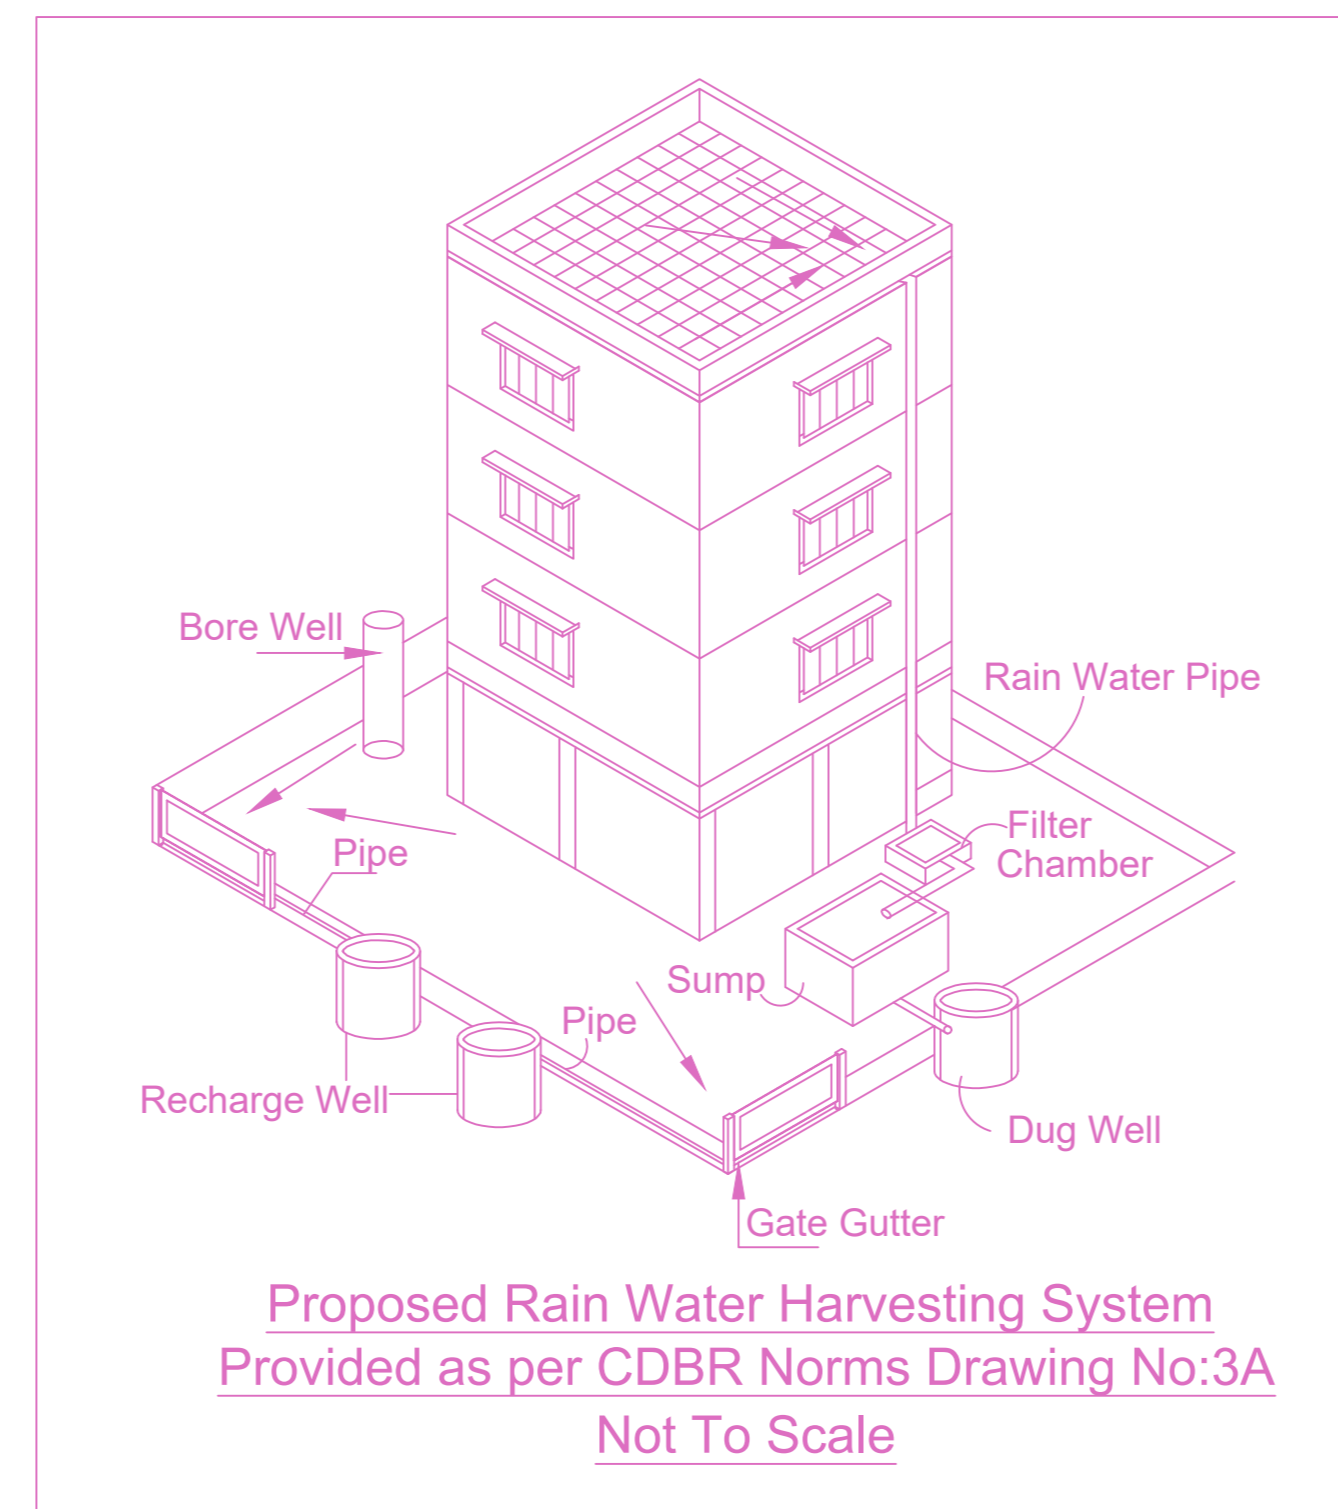 Bore Well
Rain Water Pipe
Filter
Chamber
Pipe
Sump
Pipe
Recharge Well
Dug Well
Gate Gutter
Proposed Rain Water Harvesting System
Provided as per CDBR Norms Drawing No:3A
Not To Scale